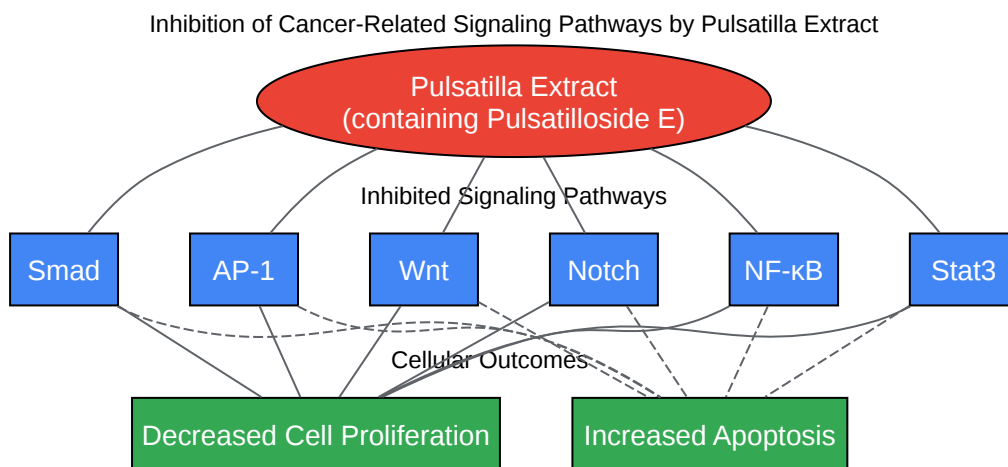 Inhibition of Cancer-Related Signaling Pathways by Pulsatilla Extract
Pulsatilla Extract
(containing Pulsatilloside E)
Inhibited Signaling Pathways
Smad
AP-1
Wnt
Notch
NF-κB
Stat3
Cellular Outcomes
Decreased Cell Proliferation
Increased Apoptosis